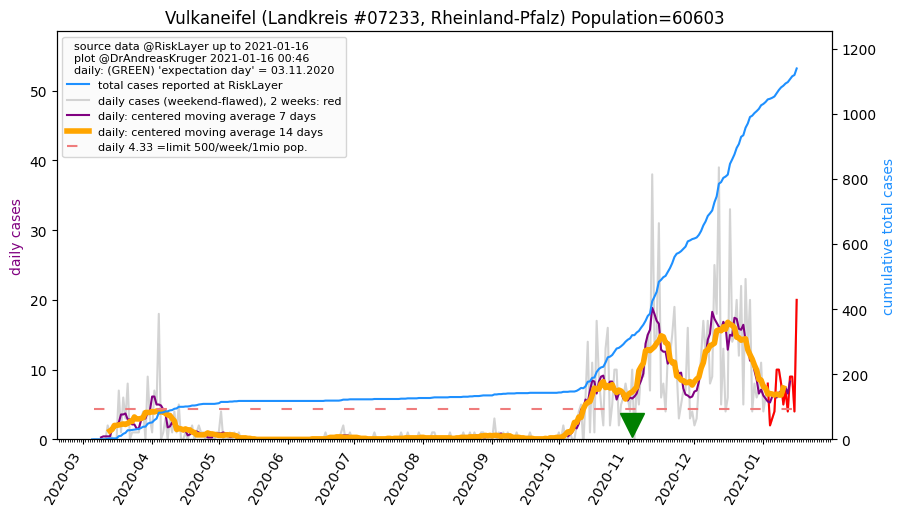 Vulkaneifel (Landkreis #07233, Rheinland-Pfalz) Population=60603
source data @RiskLayer up to 2021-01-16
plot @DrAndreasKruger 2021-01-16 00:46
daily: (GREEN) 'expectation day' = 03.11.2020
total cases reported at RiskLayer
daily cases (weekend-flawed), 2 weeks: red
daily: centered moving average 7 days
daily: centered moving average 14 days
daily 4.33 =limit 500/week/1mio pop.
daily cases
50
40
30
20
10
0
1200
1000
800
600
400
200
0
cumulative total cases
2020-03
2020-04
2020-05
2020-06
2020-07
2020-08
2020-09
2020-10
2020-11
2020-12
2021-01